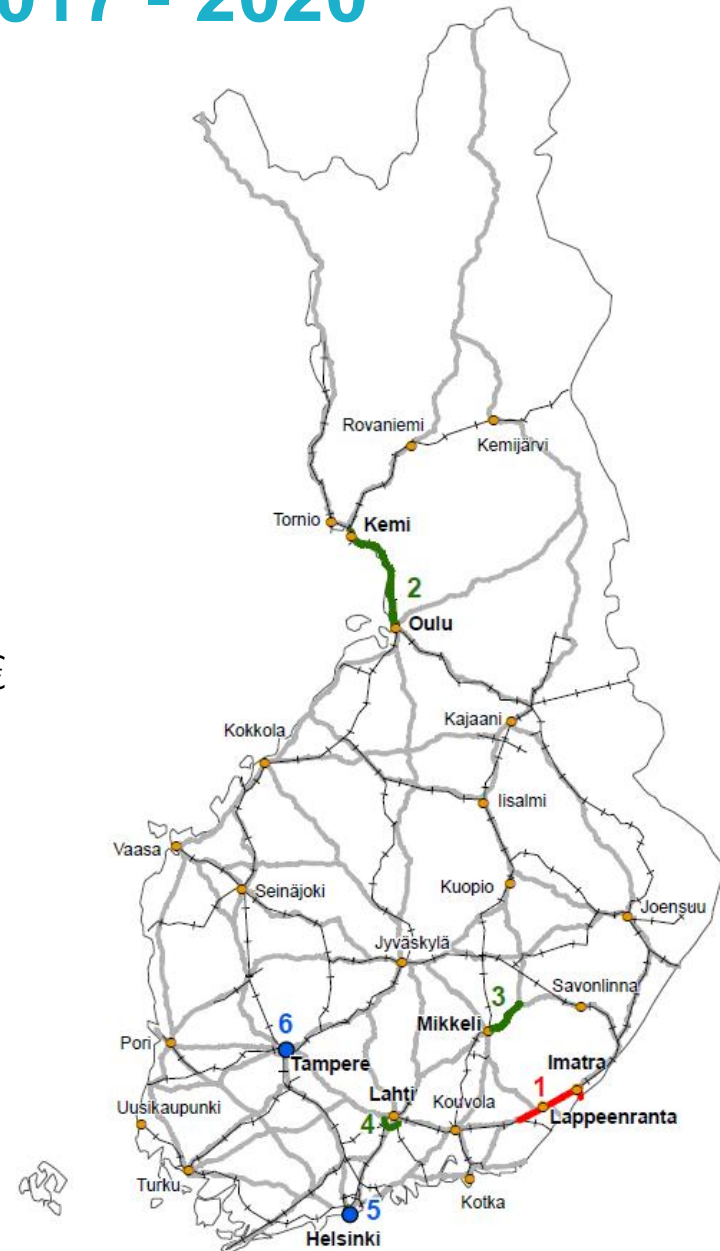 2020
€
Rovaniemi
Kemijärvi
Tornio
Kemi
2
Oulu
Kajaani
Kokkola
Iisalmi
Vaasa
Seinäjoki
Kuopio
Joensuu
Jyväskylä
Savonlinna
3
Mikkeli
6
Pori
Tampere
Imatra
1
Lahti
Kouvola
Lappeenranta
Uusikaupunki
4
Turku
Kotka
5
Helsinki